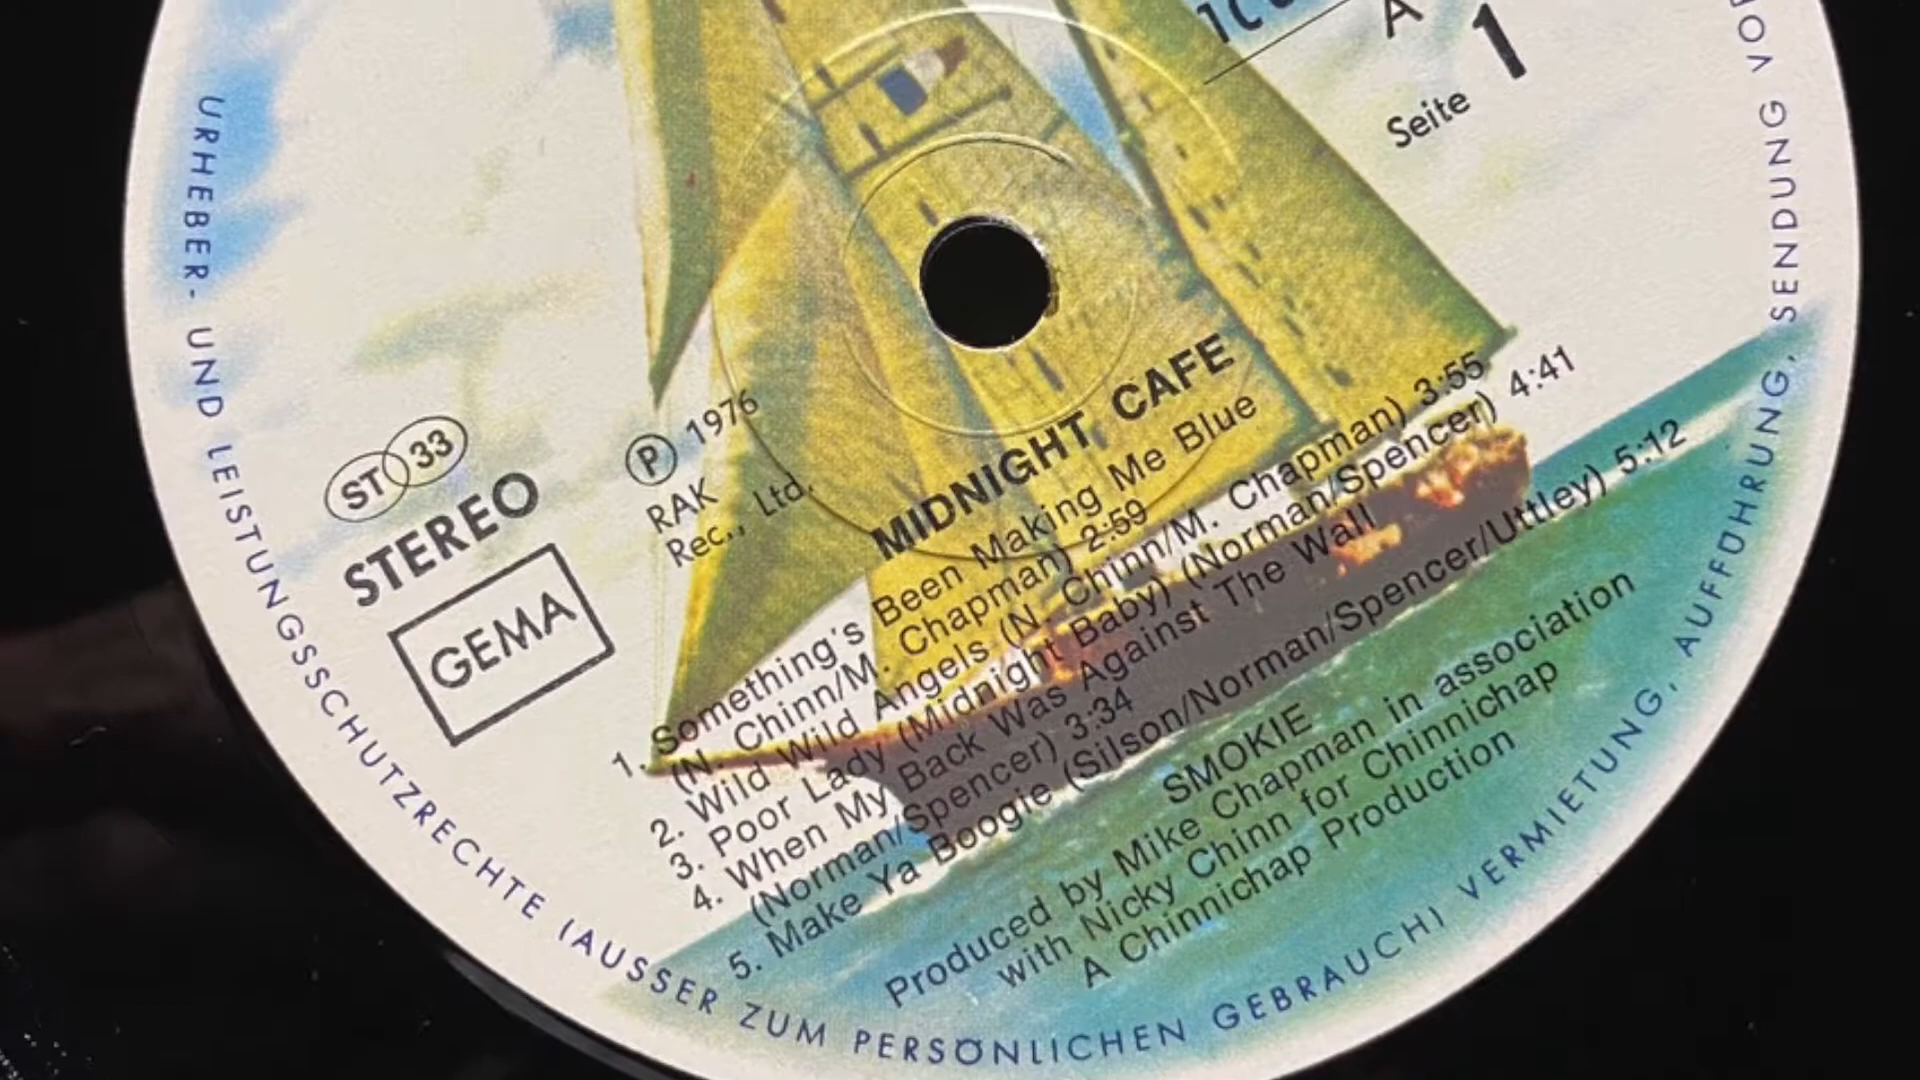 A
Seite 1
ST 33
STEREO
GEMA
Ⓟ 1976
RAK
Rec., Ltd.
MIDNIGHT CAFE
1. Something's Been Making Me Blue
(N. Chinn/M. Chapman) 2:59
2. Wild Wild Angels (N. Chinn/M. Chapman) 3:55
3. Poor Lady (Midnight Baby) (Norman/Spencer) 4:41
4. When My Back Was Against The Wall
(Norman/Spencer) 3:34
5. Make Ya Boogie (Silson/Norman/Spencer/Uttley) 5:12
SMOKIE
Produced by Mike Chapman in association
with Nicky Chinn for Chinnichap
A Chinnichap Production
URHEBER- UND LEISTUNGSSCHUTZRECHTE (AUSSER ZUM PERSÖNLICHEN GEBRAUCH) VERMIETUNG, AUFFÜHRUNG, SENDUNG VO